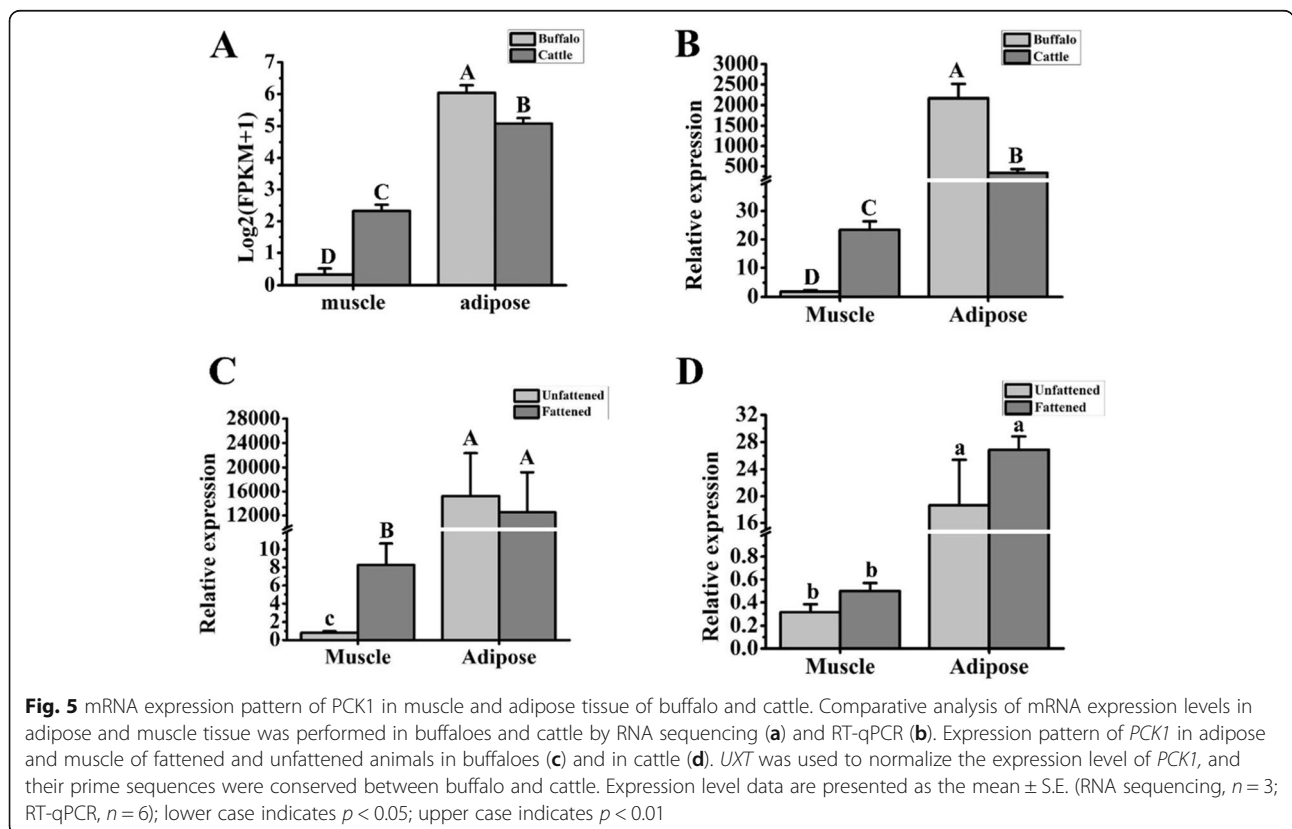 A
Buffalo
Cattle
Log2(FPKM+1)
7
6
5
4
3
2
1
0
D
C
A
B
muscle
adipose
B
Buffalo
Cattle
Relative expression
3000
2500
2000
1500
1000
500
30
20
10
0
D
C
A
B
Muscle
Adipose
C
Unfattened
Fattened
Relative expression
28000
24000
20000
16000
12000
10
8
6
4
2
0
c
B
A
A
Muscle
Adipose
D
Unfattened
Fattened
Relative expression
32
28
24
20
16
0.8
0.6
0.4
0.2
0.0
b
b
a
a
Muscle
Adipose
Fig. 5 mRNA expression pattern of PCK1 in muscle and adipose tissue of buffalo and cattle. Comparative analysis of mRNA expression levels in
adipose and muscle tissue was performed in buffaloes and cattle by RNA sequencing (a) and RT-qPCR (b). Expression pattern of PCK1 in adipose
and muscle of fattened and unfattened animals in buffaloes (c) and in cattle (d). UXT was used to normalize the expression level of PCK1, and
their prime sequences were conserved between buffalo and cattle. Expression level data are presented as the mean ± S.E. (RNA sequencing, n = 3;
RT-qPCR, n = 6); lower case indicates p < 0.05; upper case indicates p < 0.01